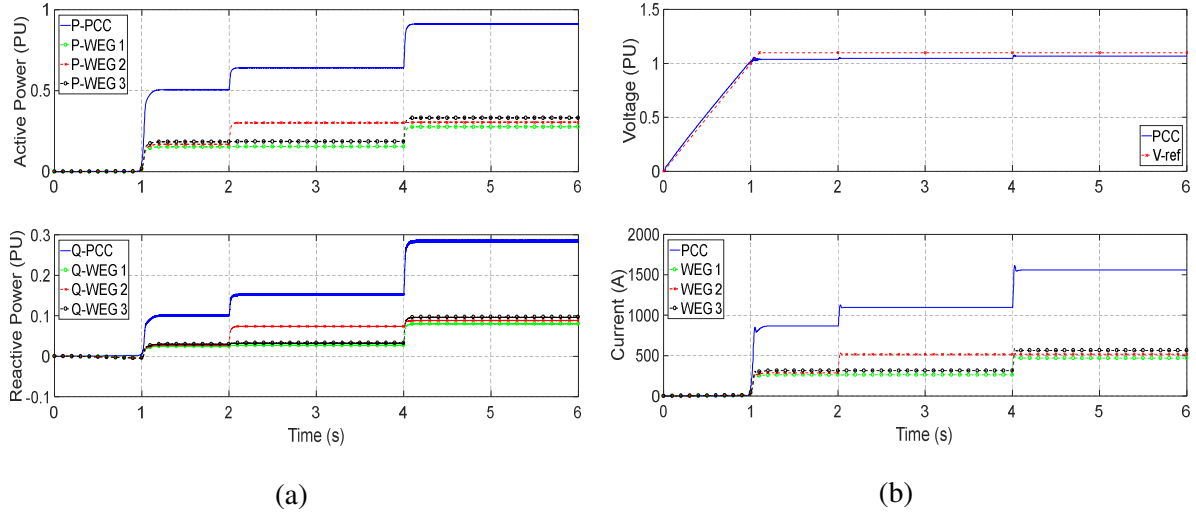 Active Power (PU)
1
0.5
0
P-PCC
P-WEG 1
P-WEG 2
P-WEG 3
0 1 2 3 4 5 6
Reactive Power (PU)
0.3
0.2
0.1
0
-0.1
Q-PCC
Q-WEG 1
Q-WEG 2
Q-WEG 3
0 1 2 3 4 5 6
Time (s)
(a)
Voltage (PU)
1.5
1
0.5
0
PCC
V-ref
0 1 2 3 4 5 6
Current (A)
2000
1500
1000
500
0
PCC
WEG 1
WEG 2
WEG 3
0 1 2 3 4 5 6
Time (s)
(b)